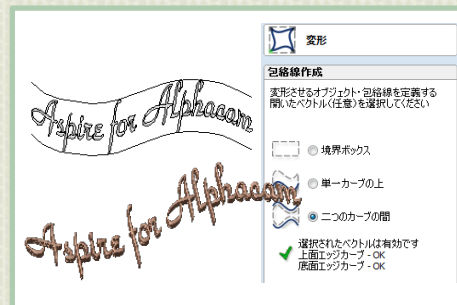 変形
包絡線作成
変形させるオブジェクト・包絡線を定義する
開いたベクトル(任意)を選択してください
境界ボックス
単一カーブの上
二つのカーブの間
選択されたベクトルは有効です
上面エッジカーブ - OK
底面エッジカーブ - OK
Aspire for Alphacam
Aspire for Alphacam